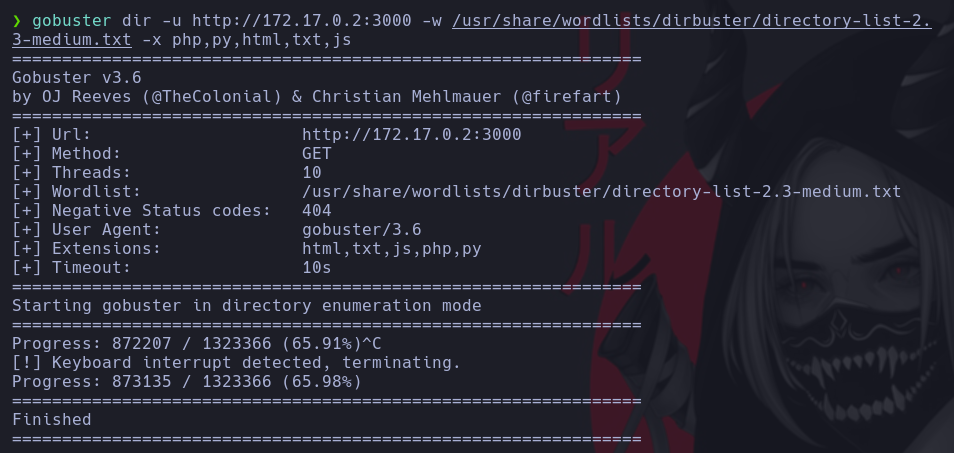 ❯ gobuster dir -u http://172.17.0.2:3000 -w /usr/share/wordlists/dirbuster/directory-list-2.
3-medium.txt -x php,py,html,txt,js
===============================================================
Gobuster v3.6
by OJ Reeves (@TheColonial) & Christian Mehlmauer (@firefart)
===============================================================
[+] Url:                     http://172.17.0.2:3000
[+] Method:                  GET
[+] Threads:                 10
[+] Wordlist:                /usr/share/wordlists/dirbuster/directory-list-2.3-medium.txt
[+] Negative Status codes:   404
[+] User Agent:              gobuster/3.6
[+] Extensions:              html,txt,js,php,py
[+] Timeout:                 10s
===============================================================
Starting gobuster in directory enumeration mode
===============================================================
Progress: 872207 / 1323366 (65.91%)^C
[!] Keyboard interrupt detected, terminating.
Progress: 873135 / 1323366 (65.98%)
===============================================================
Finished
===============================================================
リアル